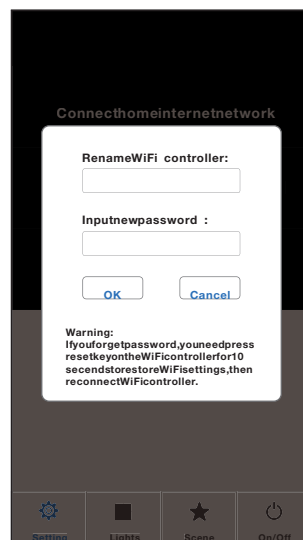 Connecthomeinternetnetwork
RenameWiFi controller:
Inputnewpassword :
OK Cancel
Warning:
Ifyouforgetpassword,youneedpress
resetkeyontheWiFicontrollerfor10
secendstorestoreWiFisettings,then
reconnectWiFicontroller.
Setting Lights Scene On/Off